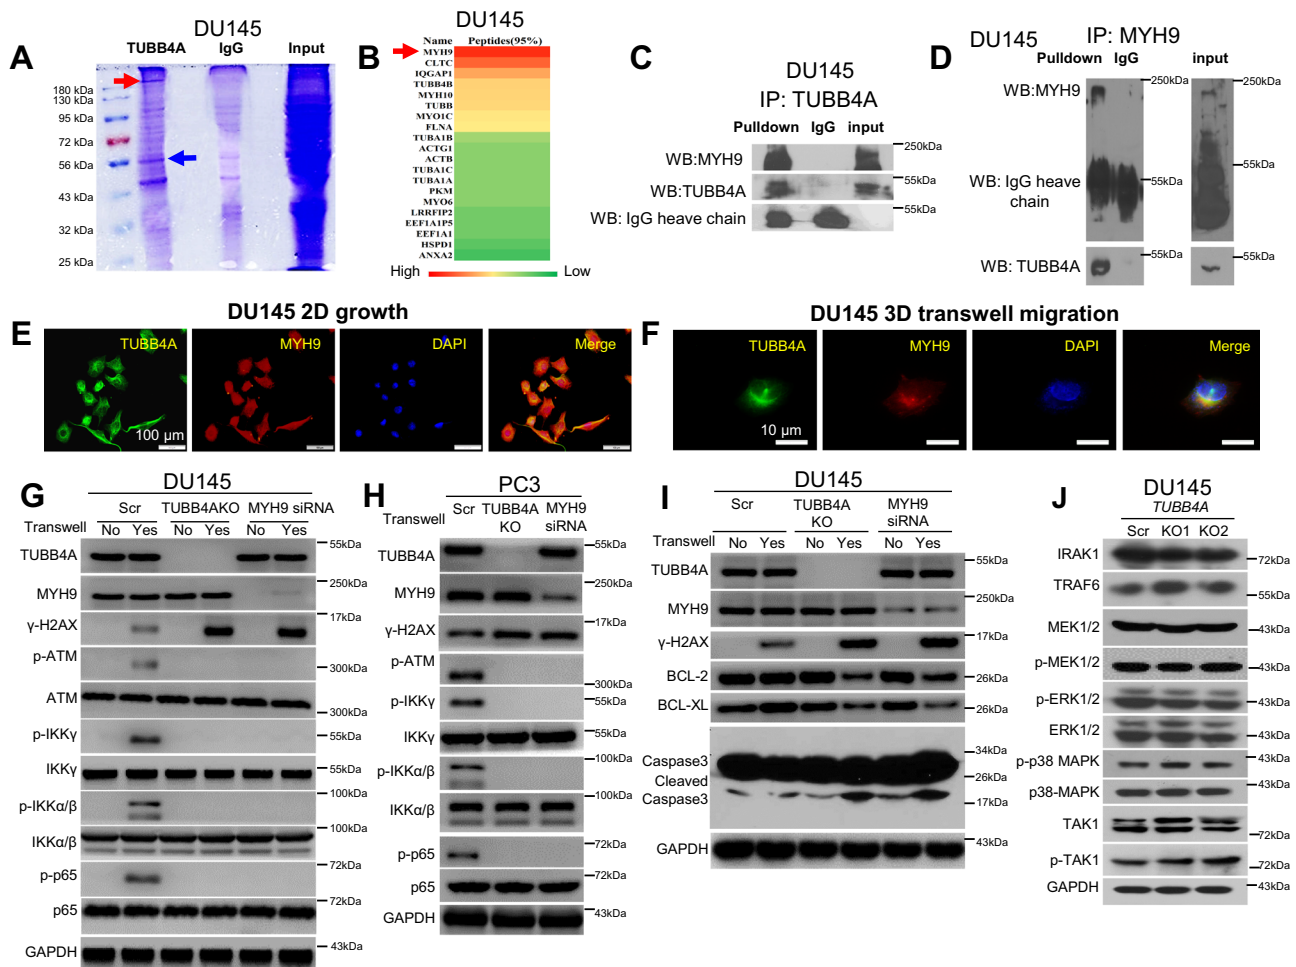 A
DU145
TUBB4A IgG Input
180 kDa
130 kDa
95 kDa
72 kDa
56 kDa
43 kDa
32 kDa
25 kDa
B
DU145
Name Peptides(95%)
MYH9
CLTC
IQGAP1
TUBB4B
MYH10
TUBB
MYO1C
FLNA
TUBA1B
ACTG1
ACTB
TUBA1C
TUBA1A
PKM
MYO6
LRRFIP2
EEF1A1P5
EEF1A1
HSPD1
ANXA2
High Low
C
DU145
IP: TUBB4A
Pulldown IgG input
250kDa
WB:MYH9
55kDa
WB:TUBB4A
55kDa
WB: IgG heave chain
D
DU145 IP: MYH9
Pulldown IgG input
250kDa 250kDa
WB:MYH9
55kDa
WB: IgG heave
chain
55kDa
55kDa 55kDa
WB: TUBB4A
E
DU145 2D growth
TUBB4A MYH9 DAPI Merge
100 µm
F
DU145 3D transwell migration
TUBB4A MYH9 DAPI Merge
10 µm
G
DU145
Scr TUBB4AKO MYH9 siRNA
Transwell No Yes No Yes No Yes
TUBB4A 55kDa
MYH9 250kDa
γ-H2AX 17kDa
p-ATM 300kDa
ATM 300kDa
p-IKKγ 55kDa
IKKγ 55kDa
p-IKKα/β 100kDa
IKKα/β 100kDa
p-p65 72kDa
p65 72kDa
GAPDH 43kDa
H
PC3
Transwell Scr TUBB4A KO MYH9 siRNA
TUBB4A 55kDa
MYH9 250kDa
γ-H2AX 17kDa
p-ATM 300kDa
p-IKKγ 55kDa
IKKγ 55kDa
p-IKKα/β 100kDa
IKKα/β 100kDa
p-p65 72kDa
p65 72kDa
GAPDH 43kDa
I
DU145
Scr TUBB4A KO MYH9 siRNA
Transwell No Yes No Yes No Yes
TUBB4A 55kDa
MYH9 250kDa
γ-H2AX 17kDa
BCL-2 26kDa
BCL-XL 26kDa
Caspase3 34kDa
Cleaved 26kDa
Caspase3 17kDa
GAPDH 43kDa
J
DU145
TUBB4A
Scr KO1 KO2
IRAK1 72kDa
TRAF6 55kDa
MEK1/2 43kDa
p-MEK1/2 43kDa
p-ERK1/2 43kDa
ERK1/2 43kDa
p-p38 MAPK 43kDa
p38-MAPK 43kDa
TAK1 72kDa
p-TAK1 72kDa
GAPDH 43kDa